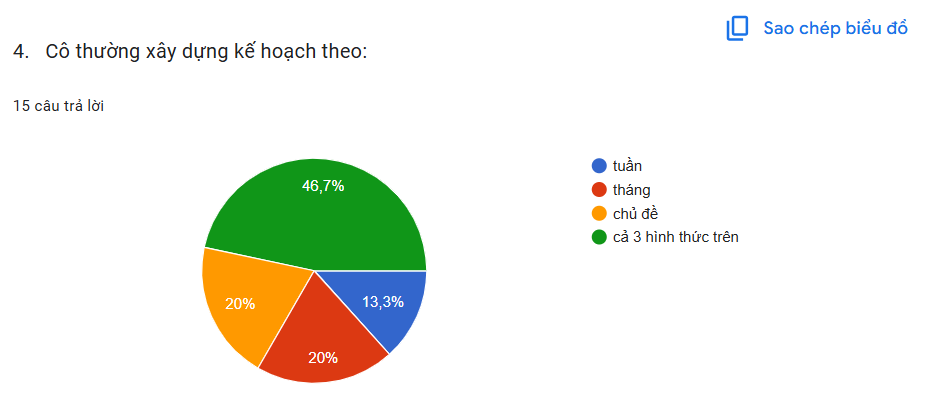 Sao chép biểu đồ
4. Cô thường xây dựng kế hoạch theo:
15 câu trả lời
46,7%
13,3%
20%
20%
tuần
tháng
chủ đề
cả 3 hình thức trên